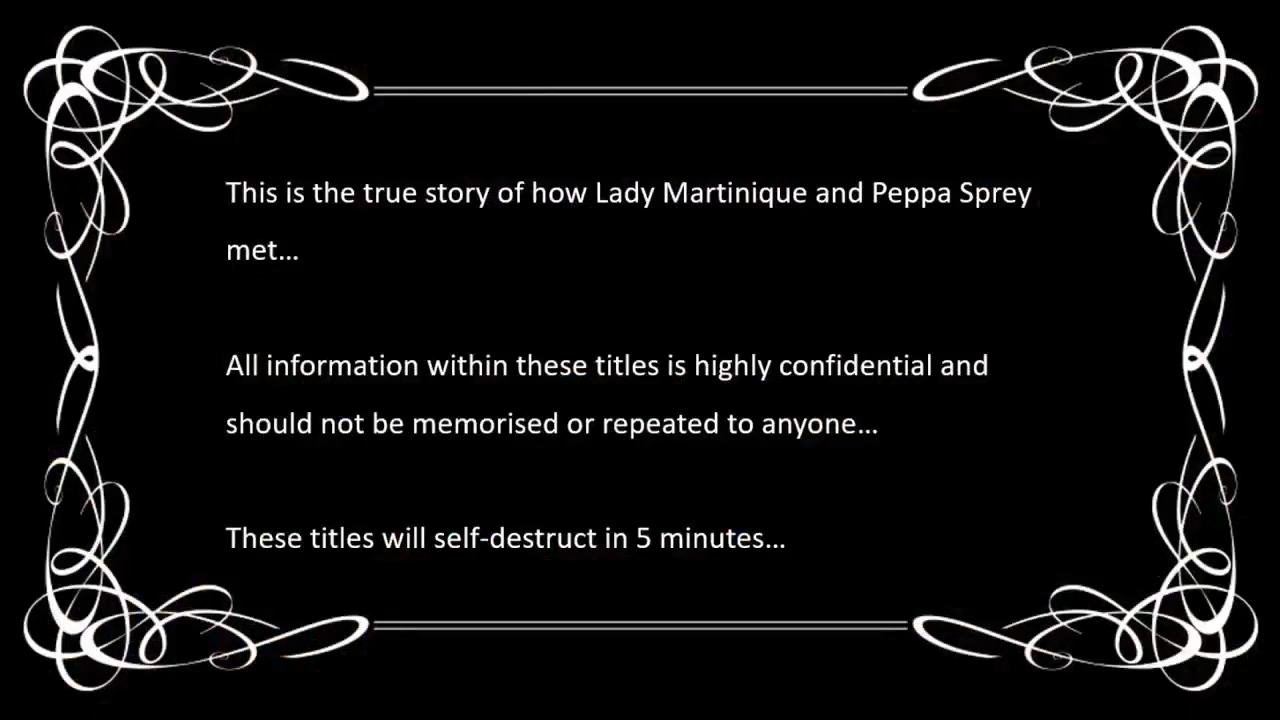 This is the true story of how Lady Martinique and Peppa Sprey
met...
All information within these titles is highly confidential and
should not be memorised or repeated to anyone...
These titles will self-destruct in 5 minutes...